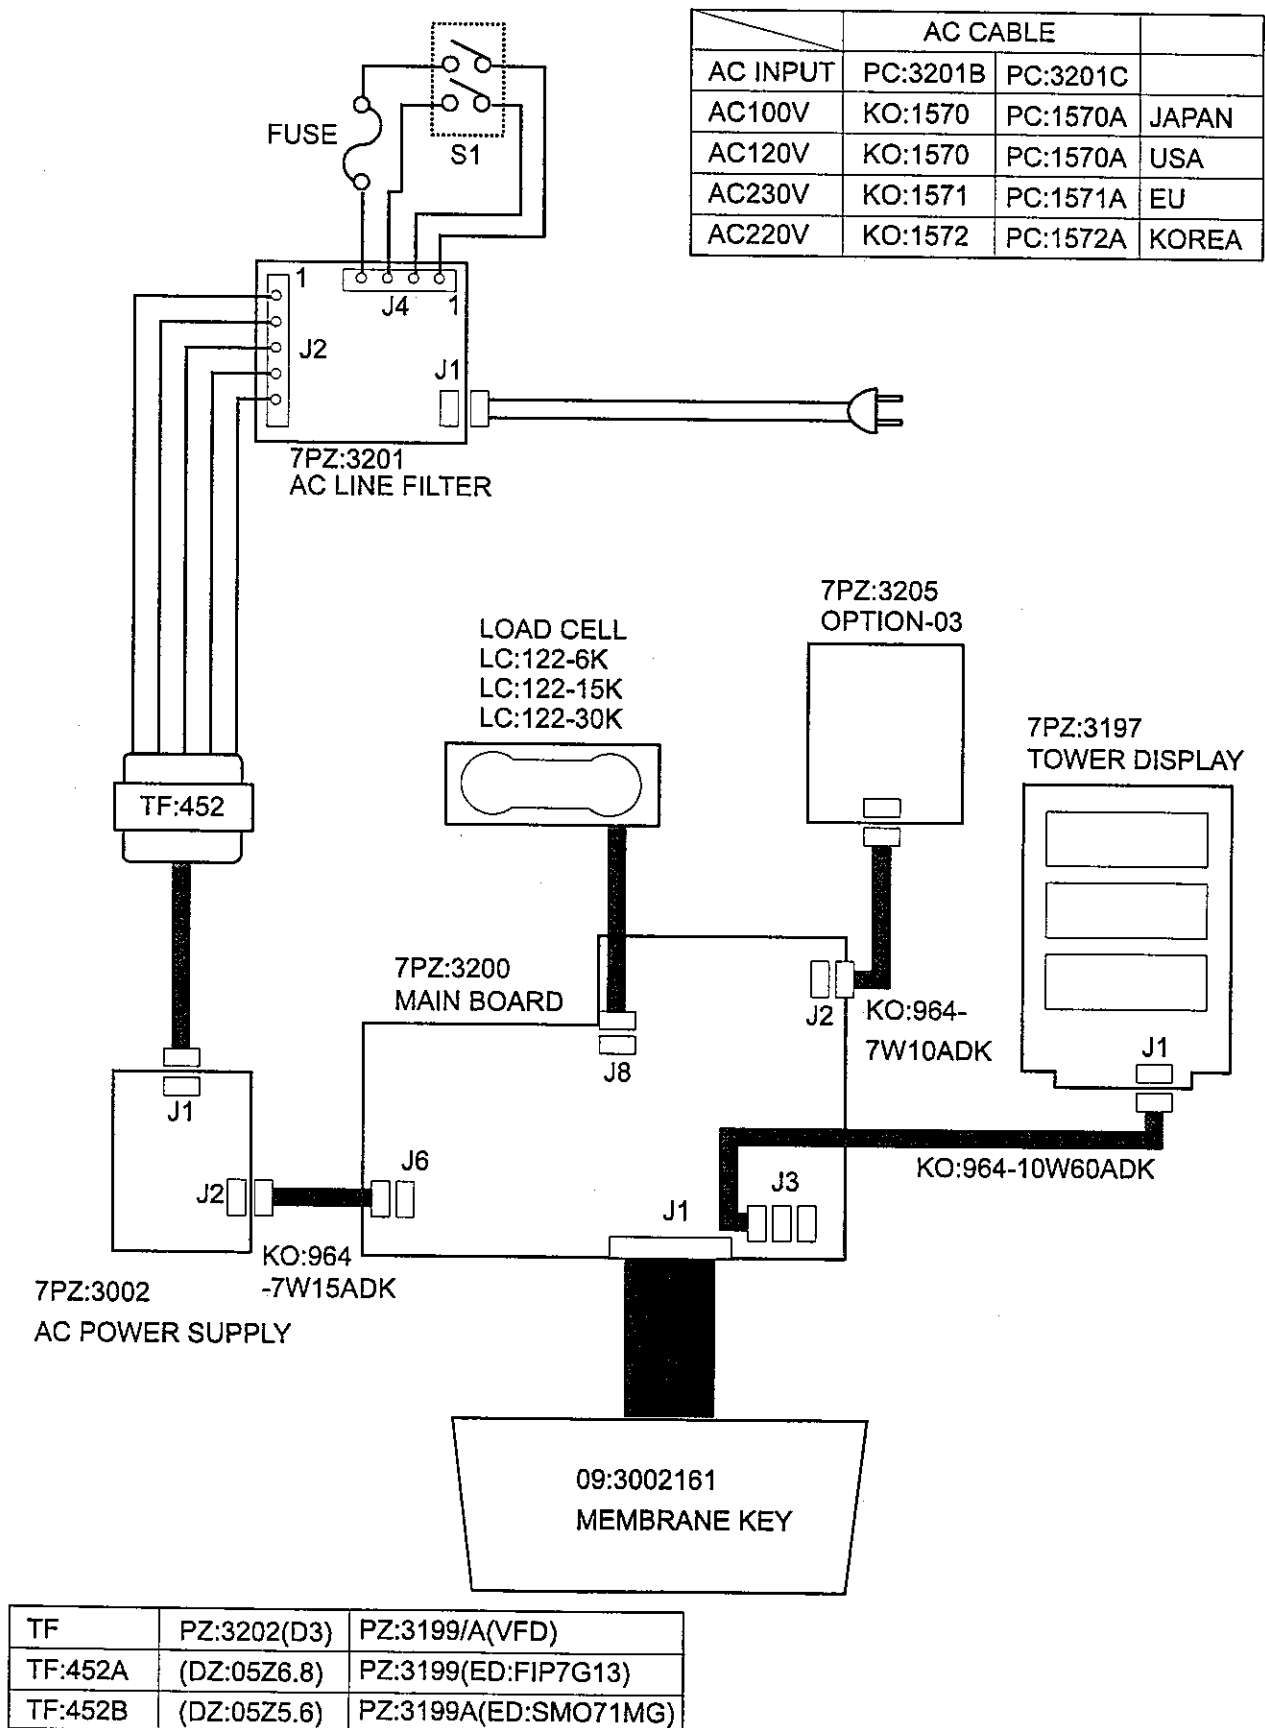 AC CABLE
AC INPUT PC:3201B PC:3201C
AC100V KO:1570 PC:1570A JAPAN
AC120V KO:1570 PC:1570A USA
AC230V KO:1571 PC:1571A EU
AC220V KO:1572 PC:1572A KOREA
FUSE
S1
1
J4 1
J2
J1
7PZ:3201
AC LINE FILTER
7PZ:3205
OPTION-03
LOAD CELL
LC:122-6K
LC:122-15K
LC:122-30K
7PZ:3197
TOWER DISPLAY
TF:452
7PZ:3200
MAIN BOARD
J2
KO:964-
7W10ADK
J8
J1
J1
KO:964-10W60ADK
J2
J6
J3
J1
KO:964
-7W15ADK
7PZ:3002
AC POWER SUPPLY
09:3002161
MEMBRANE KEY
TF PZ:3202(D3) PZ:3199/A(VFD)
TF:452A (DZ:05Z6.8) PZ:3199(ED:FIP7G13)
TF:452B (DZ:05Z5.6) PZ:3199A(ED:SMO71MG)